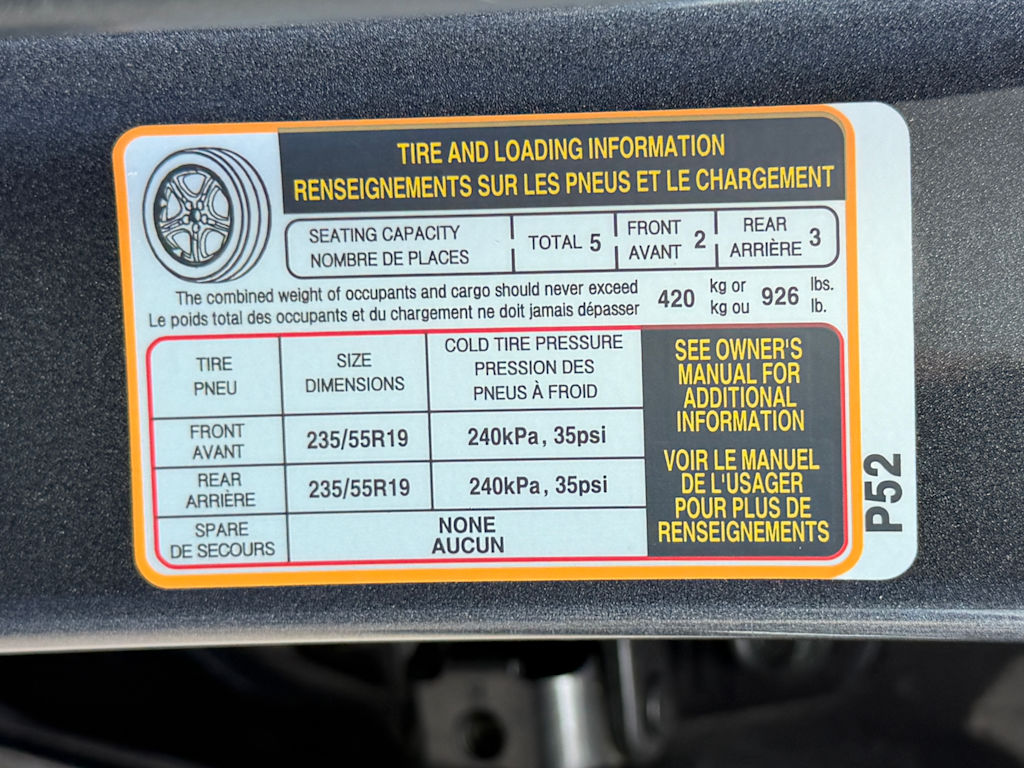 TIRE AND LOADING INFORMATION
RENSEIGNEMENTS SUR LES PNEUS ET LE CHARGEMENT
SEATING CAPACITY
NOMBRE DE PLACES
TOTAL 5
FRONT
AVANT
2
REAR
ARRIÈRE
3
The combined weight of occupants and cargo should never exceed
Le poids total des occupants et du chargement ne doit jamais dépasser
420
kg or
kg ou
926
lbs.
lb.
TIRE
PNEU
SIZE
DIMENSIONS
COLD TIRE PRESSURE
PRESSION DES
PNEUS À FROID
FRONT
AVANT
235/55R19
240kPa, 35psi
REAR
ARRIÈRE
235/55R19
240kPa, 35psi
SPARE
DE SECOURS
NONE
AUCUN
SEE OWNER'S
MANUAL FOR
ADDITIONAL
INFORMATION
VOIR LE MANUEL
DE L'USAGER
POUR PLUS DE
RENSEIGNEMENTS
P52